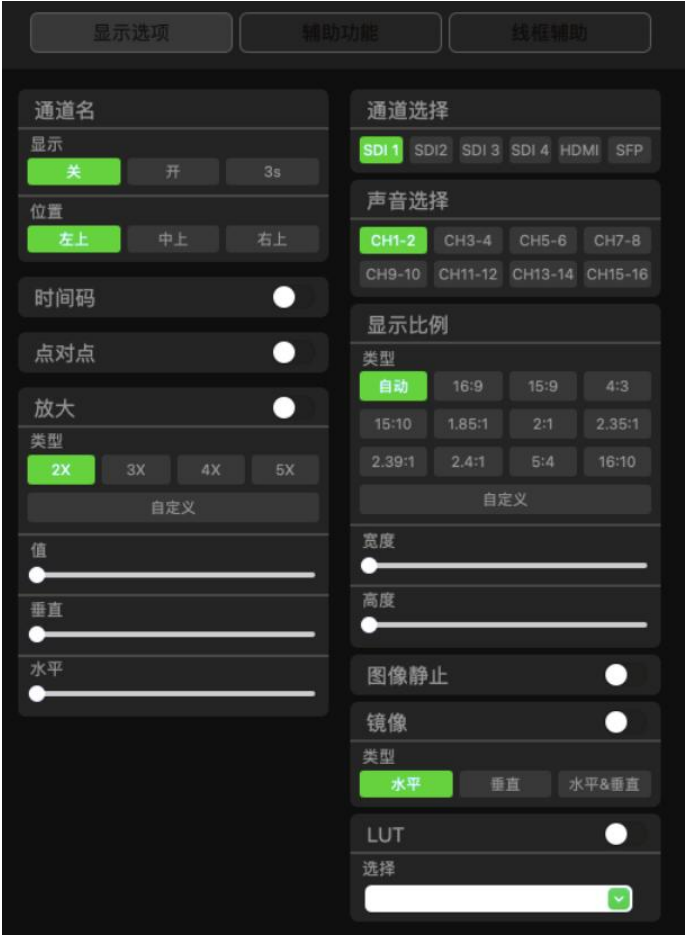 显示选项 辅助功能 线框辅助
通道名
显示
关 开 3s
位置
左上 中上 右上
时间码
点对点
放大
类型
2X 3X 4X 5X
自定义
值
垂直
水平
通道选择
SDI 1 SDI2 SDI 3 SDI 4 HDMI SFP
声音选择
CH1-2 CH3-4 CH5-6 CH7-8
CH9-10 CH11-12 CH13-14 CH15-16
显示比例
类型
自动 16:9 15:9 4:3
15:10 1.85:1 2:1 2.35:1
2.39:1 2.4:1 5:4 16:10
自定义
宽度
高度
图像静止
镜像
类型
水平 垂直 水平&垂直
LUT
选择